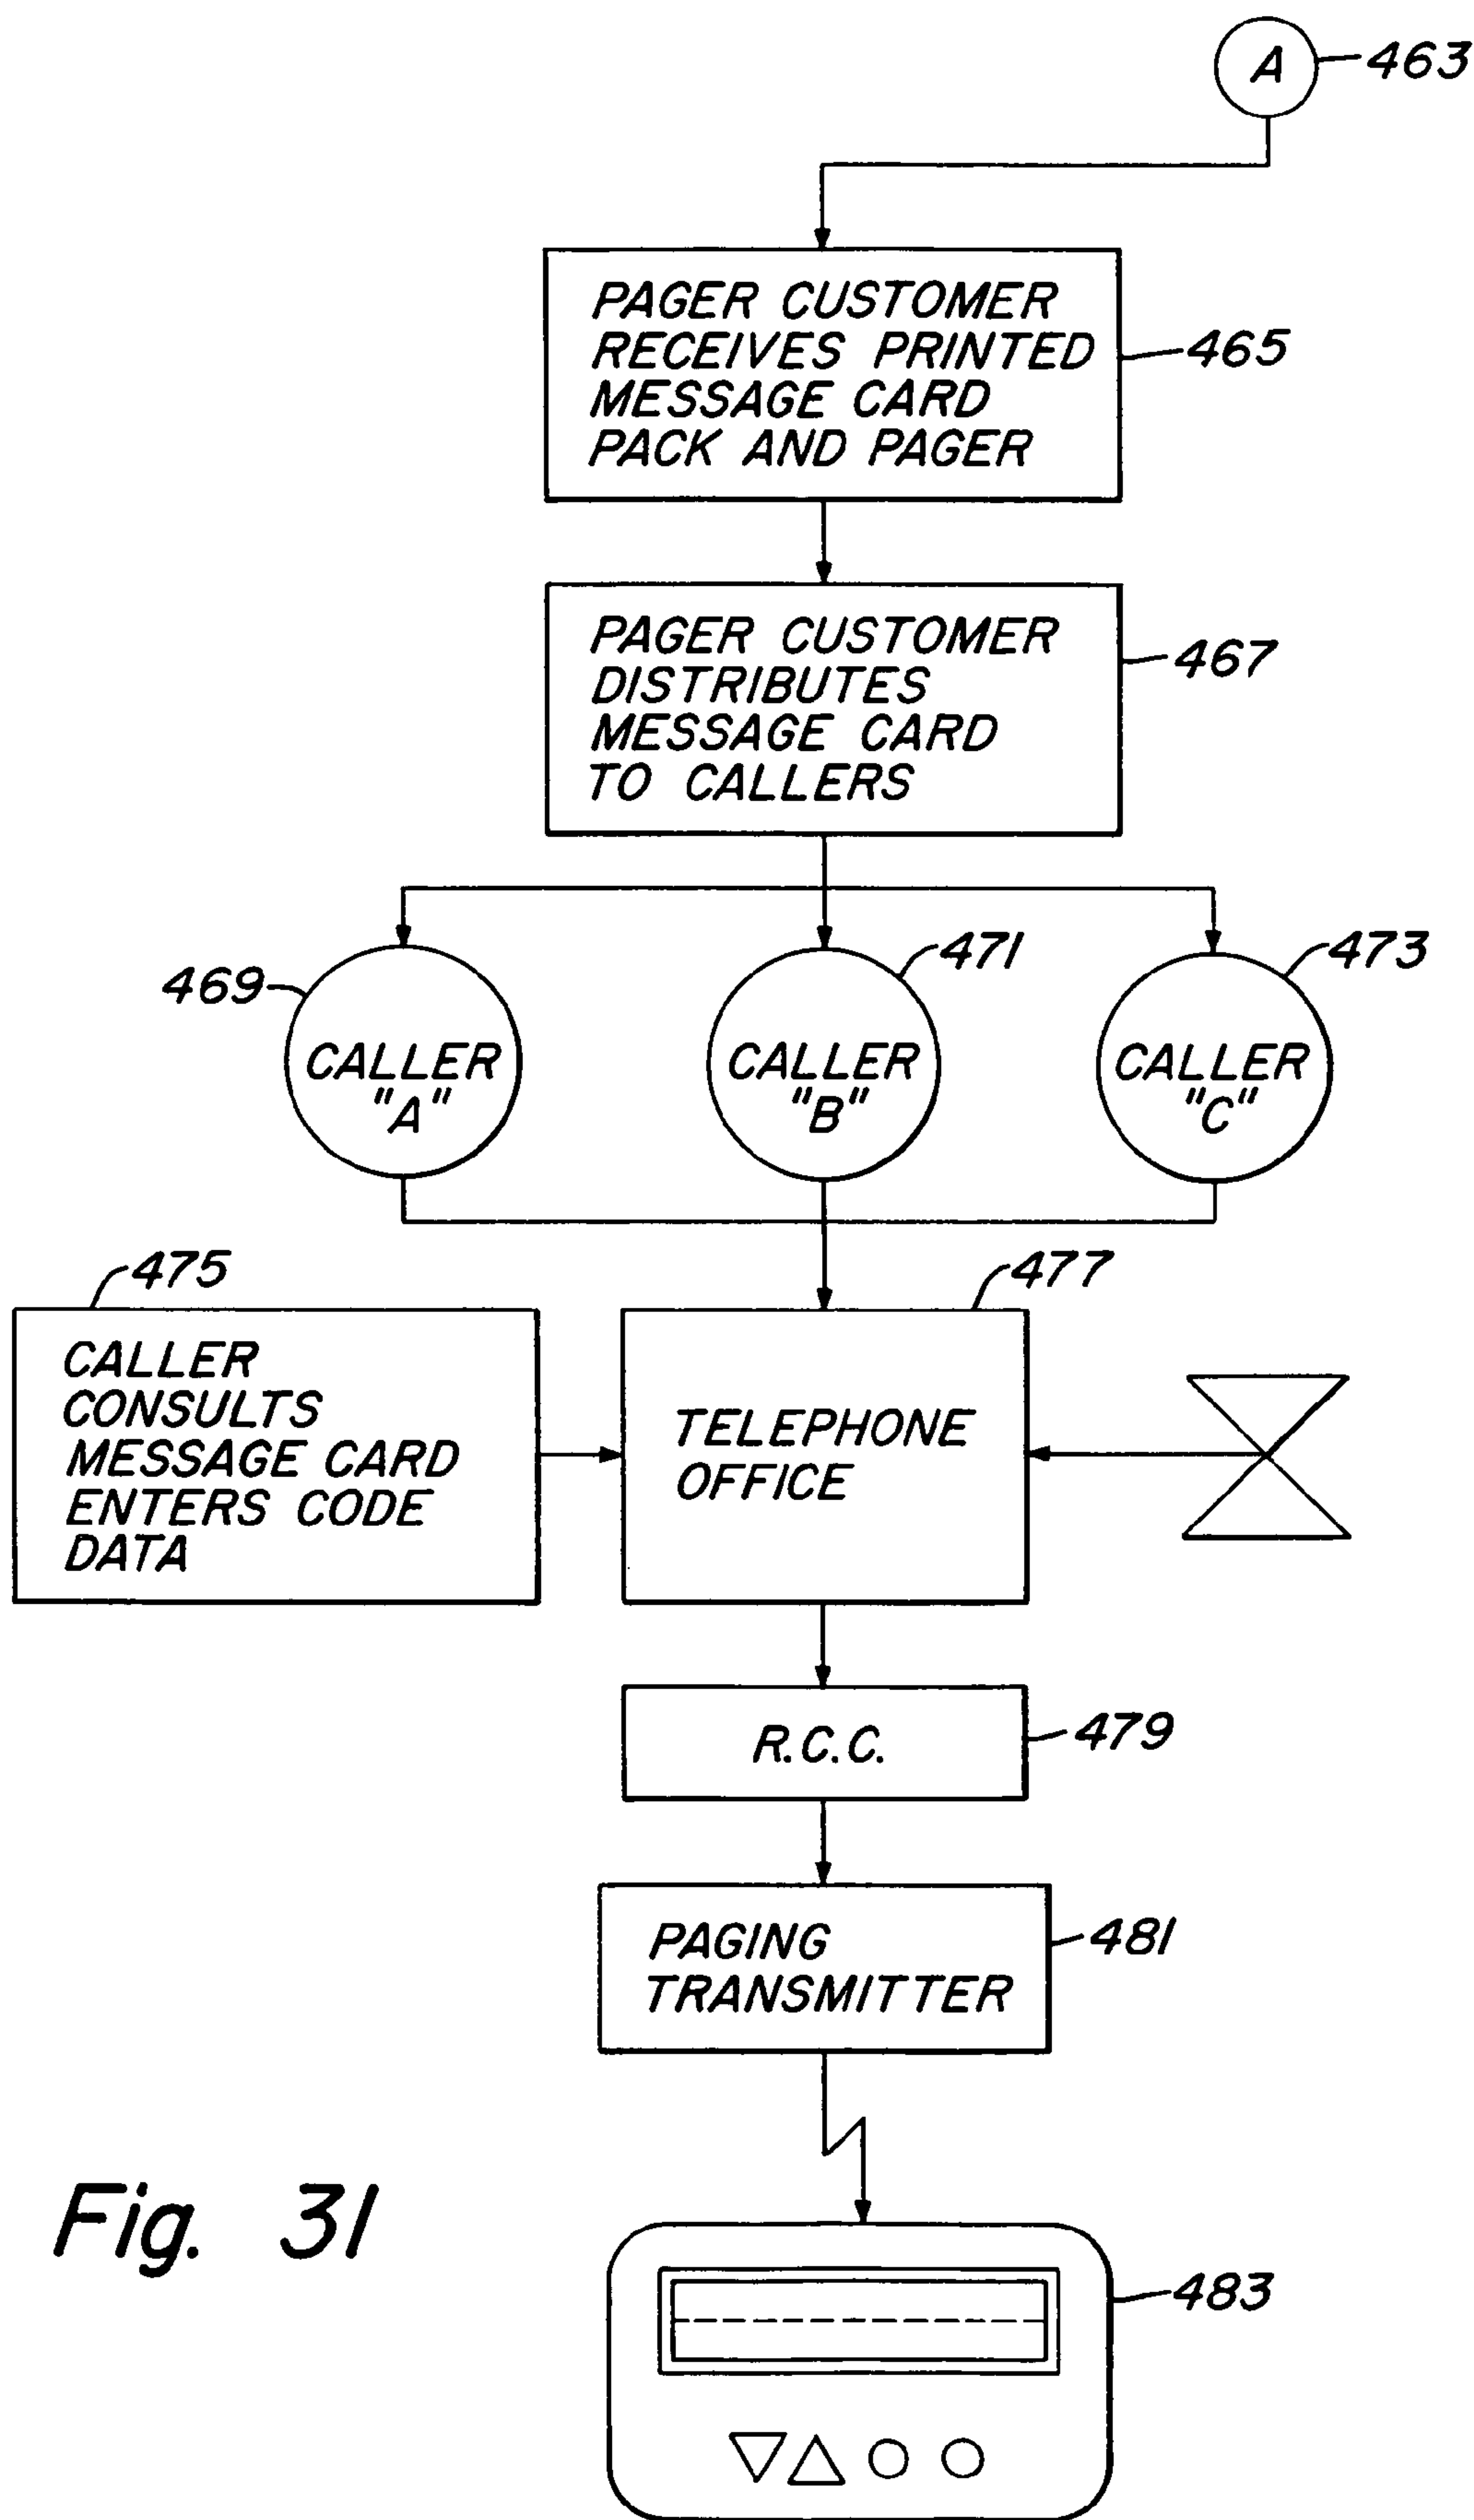 A
463
PAGER CUSTOMER
RECEIVES PRINTED
MESSAGE CARD
PACK AND PAGER
465
PAGER CUSTOMER
DISTRIBUTES
MESSAGE CARD
TO CALLERS
467
469
CALLER
"A"
471
CALLER
"B"
473
CALLER
"C"
475
CALLER
CONSULTS
MESSAGE CARD
ENTERS CODE
DATA
477
TELEPHONE
OFFICE
R.C.C.
479
PAGING
TRANSMITTER
481
483
Fig. 31